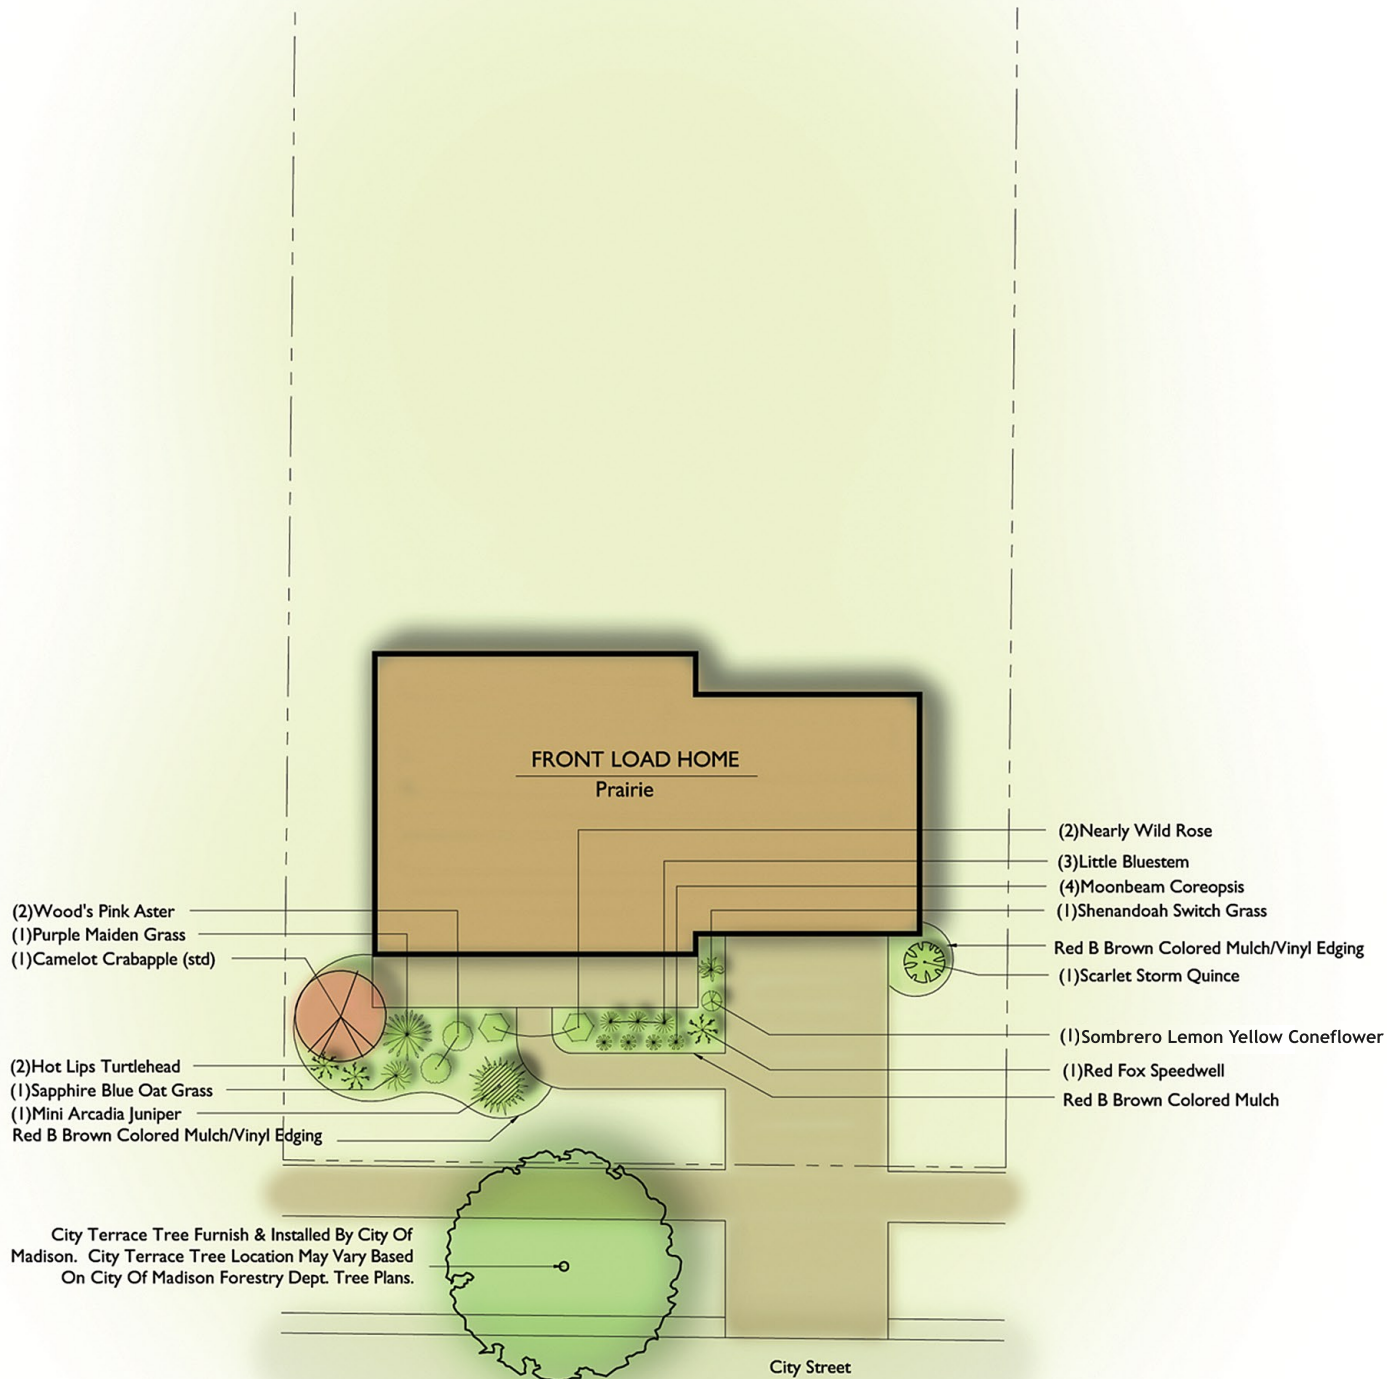 FRONT LOAD HOME
Prairie
(2)Wood's Pink Aster
(1)Purple Maiden Grass
(1)Camelot Crabapple (std)
(2)Hot Lips Turtlehead
(1)Sapphire Blue Oat Grass
(1)Mini Arcadia Juniper
Red B Brown Colored Mulch/Vinyl Edging
(2)Nearly Wild Rose
(3)Little Bluestem
(4)Moonbeam Coreopsis
(1)Shenandoah Switch Grass
Red B Brown Colored Mulch/Vinyl Edging
(1)Scarlet Storm Quince
(1)Sombrero Lemon Yellow Coneflower
(1)Red Fox Speedwell
Red B Brown Colored Mulch
City Terrace Tree Furnish & Installed By City Of
Madison. City Terrace Tree Location May Vary Based
On City Of Madison Forestry Dept. Tree Plans.
City Street